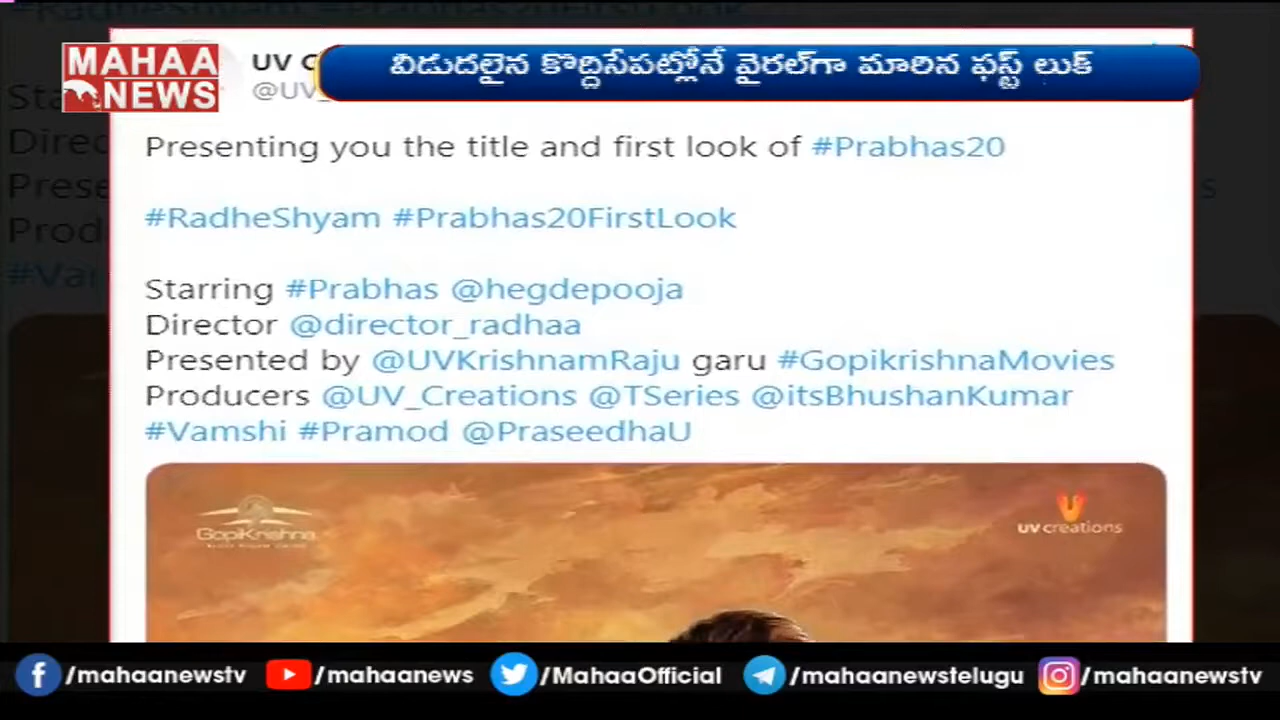 MAHAA
NEWS
విడుదలైన కొద్దిసేపట్లోనే వైరల్‌గా మారిన ఫస్ట్ లుక్
UV C
@UV_
Presenting you the title and first look of #Prabhas20
#RadheShyam #Prabhas20FirstLook
Starring #Prabhas @hegdepooja
Director @director_radhaa
Presented by @UVKrishnamRaju garu #GopikrishnaMovies
Producers @UV_Creations @TSeries @itsBhushanKumar
#Vamshi #Pramod @PraseedhaU
GopiKrishna
UV creations
/mahaanewstv /mahaanews /MahaaOfficial /mahaanewstelugu /mahaanewstv